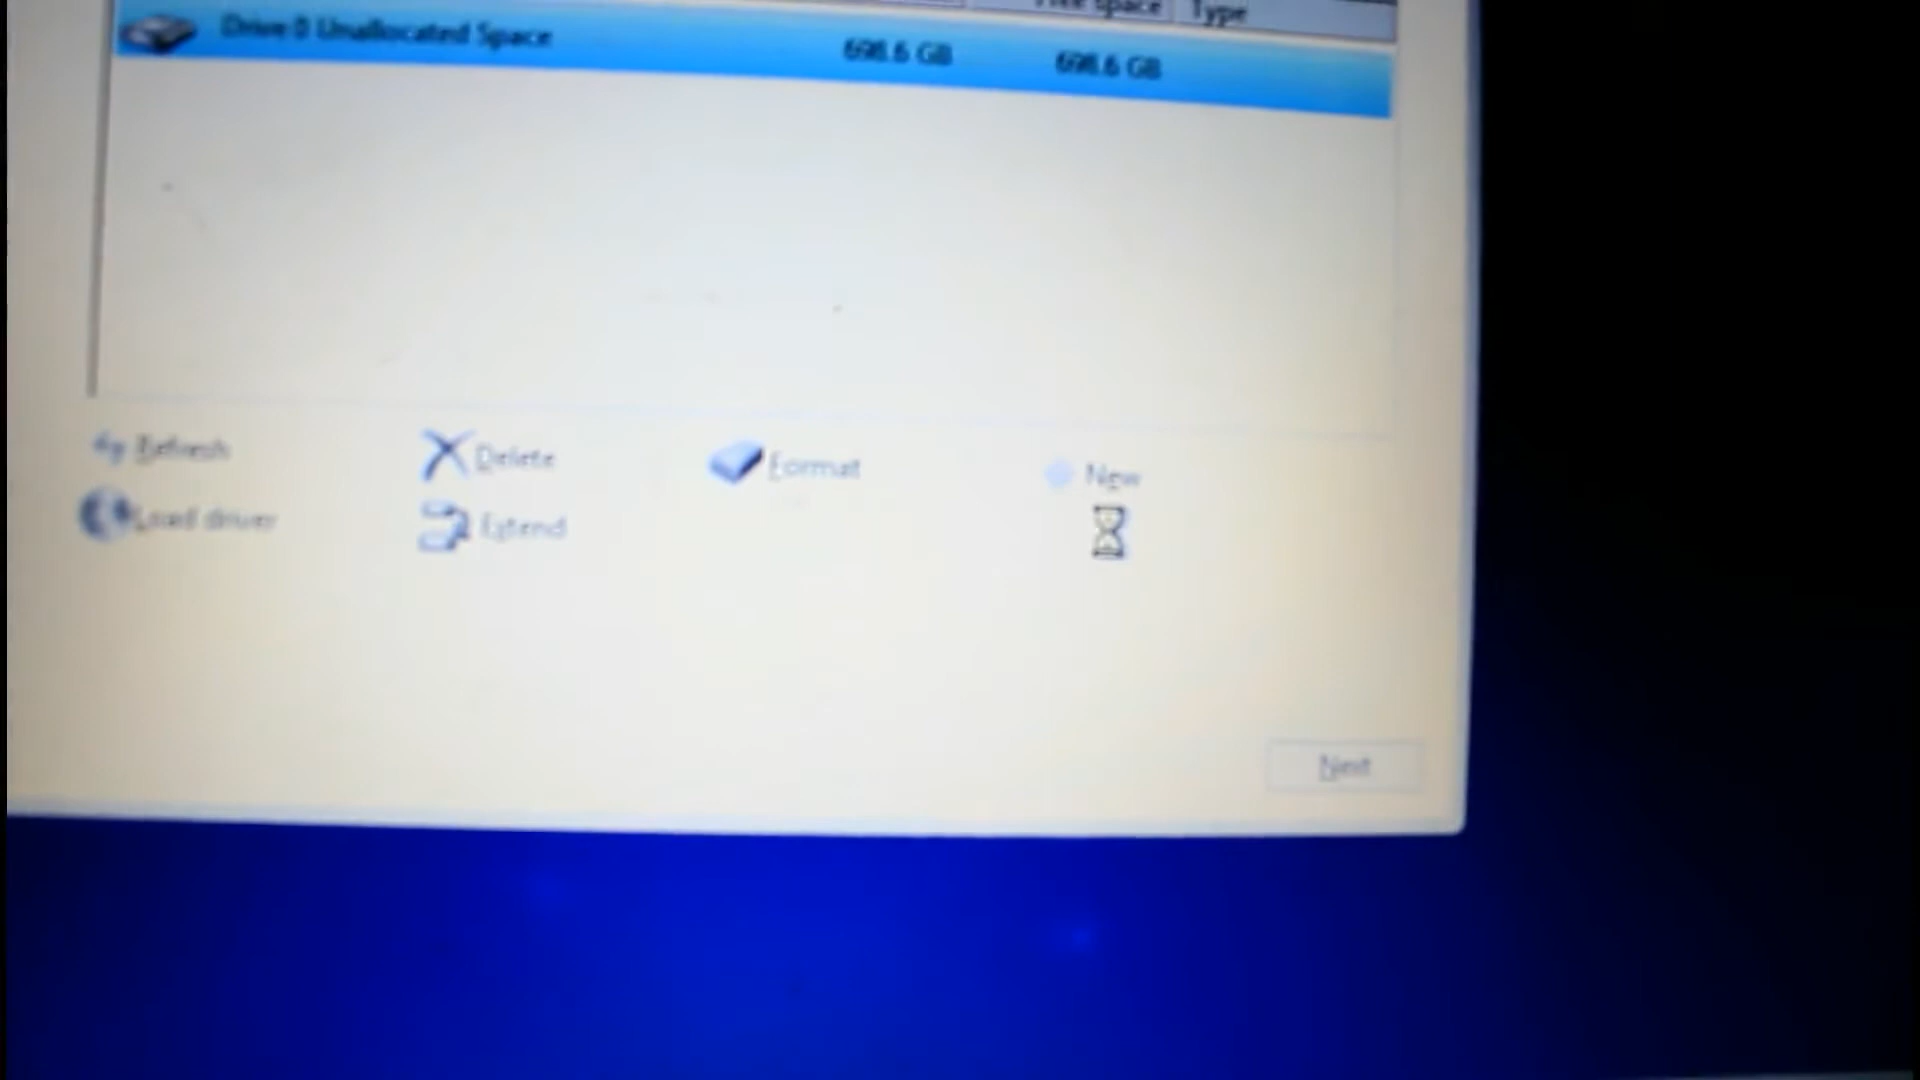 Free space Type
Drive 0 Unallocated Space 698.6 GB 698.6 GB
Refresh Delete Format New
Load driver Extend
Next